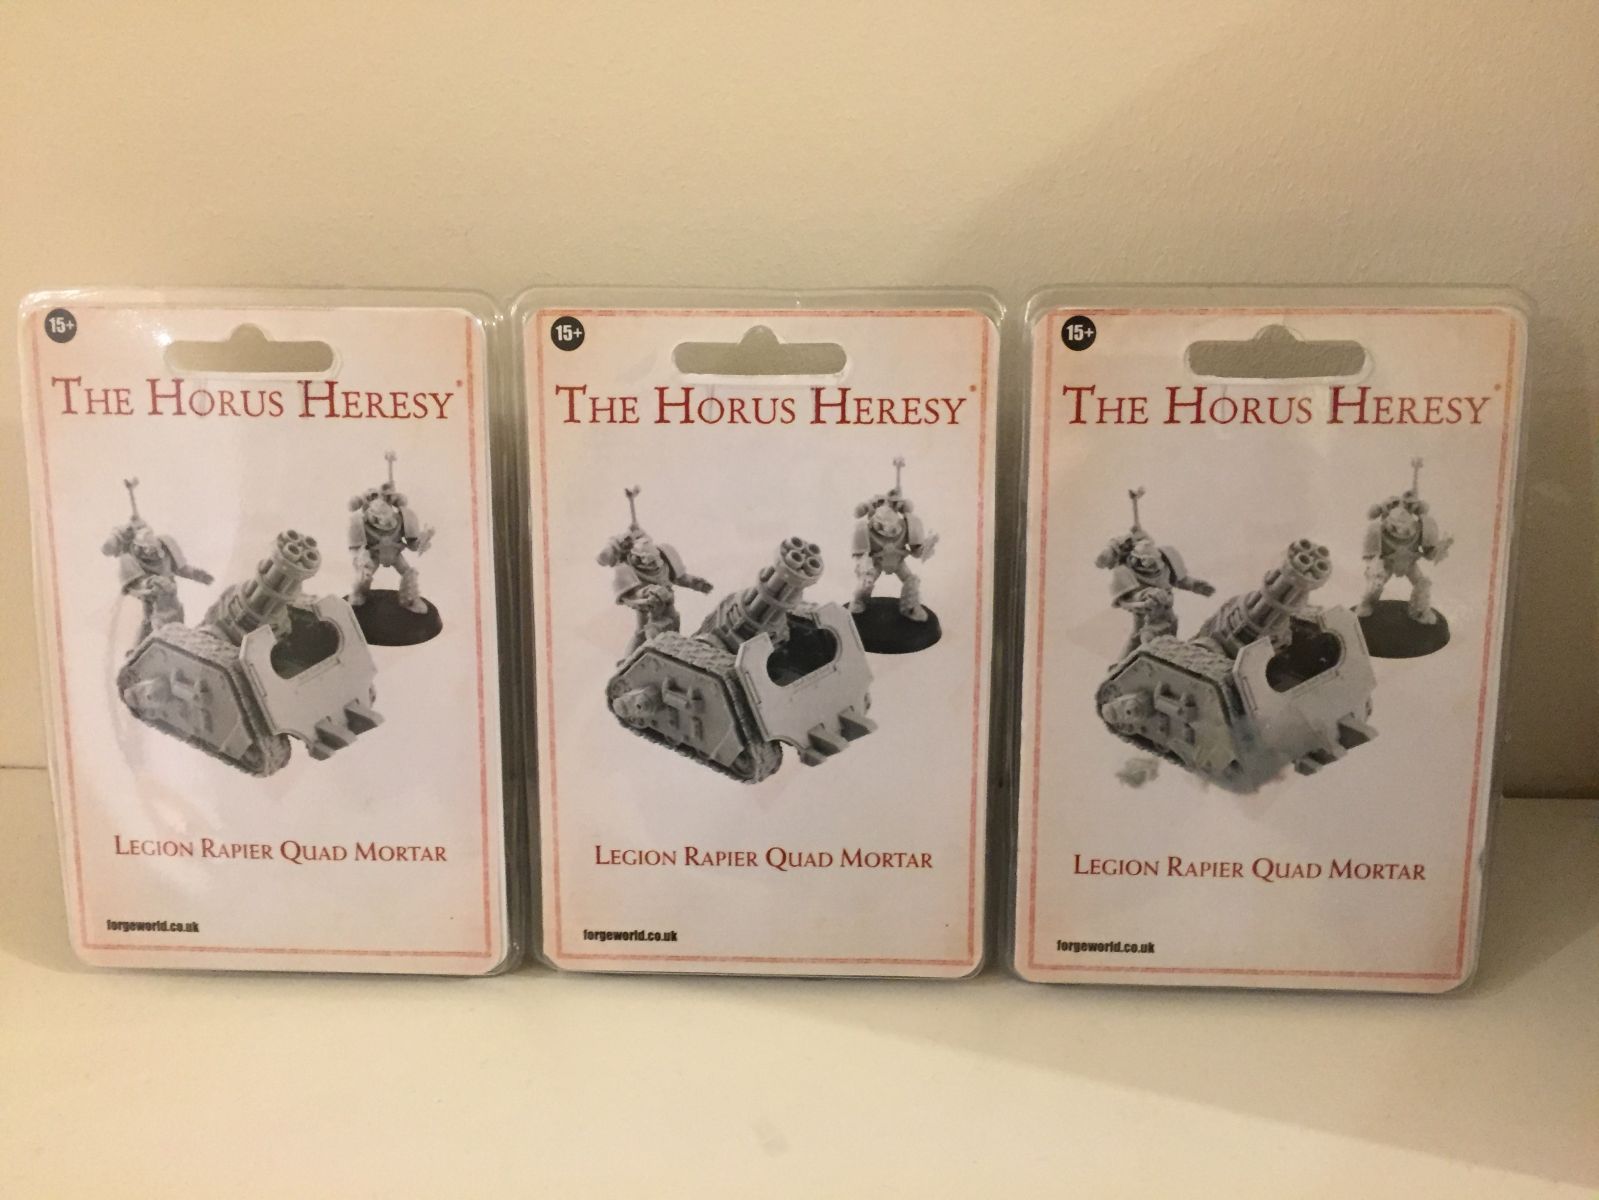 15+
THE HORUS HERESY®
LEGION RAPIER QUAD MORTAR
forgeworld.co.uk
15+
THE HORUS HERESY®
LEGION RAPIER QUAD MORTAR
forgeworld.co.uk
15+
THE HORUS HERESY®
LEGION RAPIER QUAD MORTAR
forgeworld.co.uk